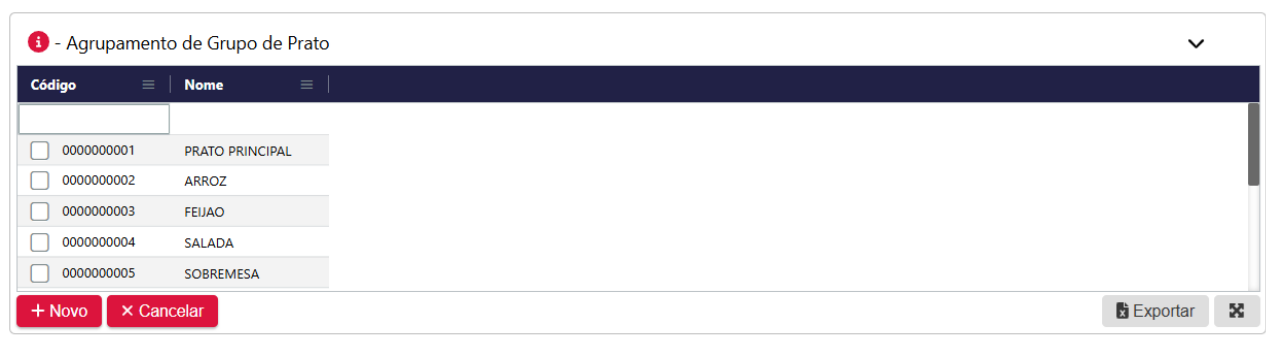 - Agrupamento de Grupo de Prato
Código Nome
0000000001 PRATO PRINCIPAL
0000000002 ARROZ
0000000003 FEIJAO
0000000004 SALADA
0000000005 SOBREMESA
+ Novo × Cancelar Exportar